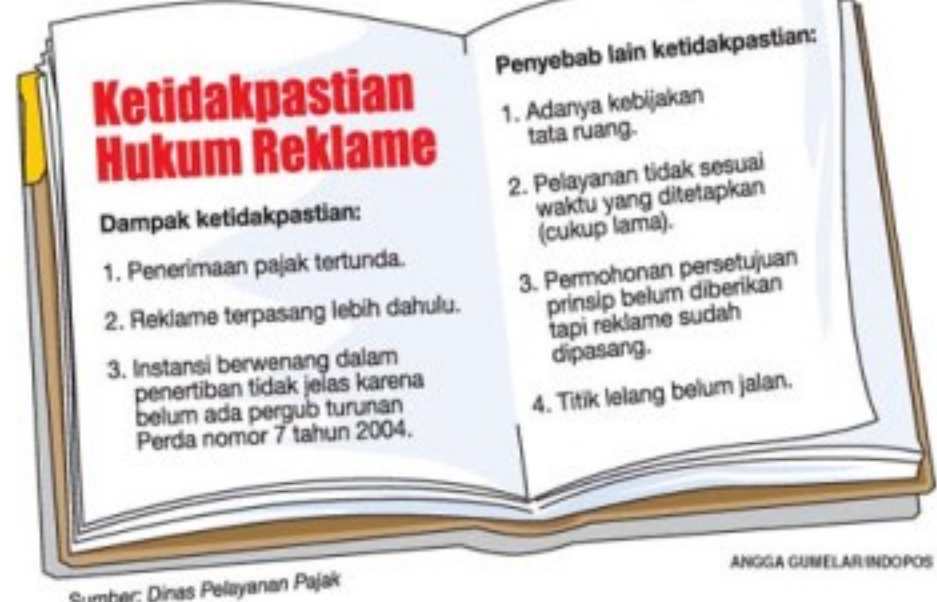 Ketidakpastian
Hukum Reklame
Dampak ketidakpastian:
1. Penerimaan pajak tertunda.
2. Reklame terpasang lebih dahulu.
3. Instansi berwenang dalam
penertiban tidak jelas karena
belum ada pergub turunan
Perda nomor 7 tahun 2004.
Penyebab lain ketidakpastian:
1. Adanya kebijakan
tata ruang.
2. Pelayanan tidak sesuai
waktu yang ditetapkan
(cukup lama).
3. Permohonan persetujuan
prinsip belum diberikan
tapi reklame sudah
dipasang.
4. Titik lelang belum jalan.
Sumber: Dinas Pelayanan Pajak
ANGGA GUMELAR/INDOPOS